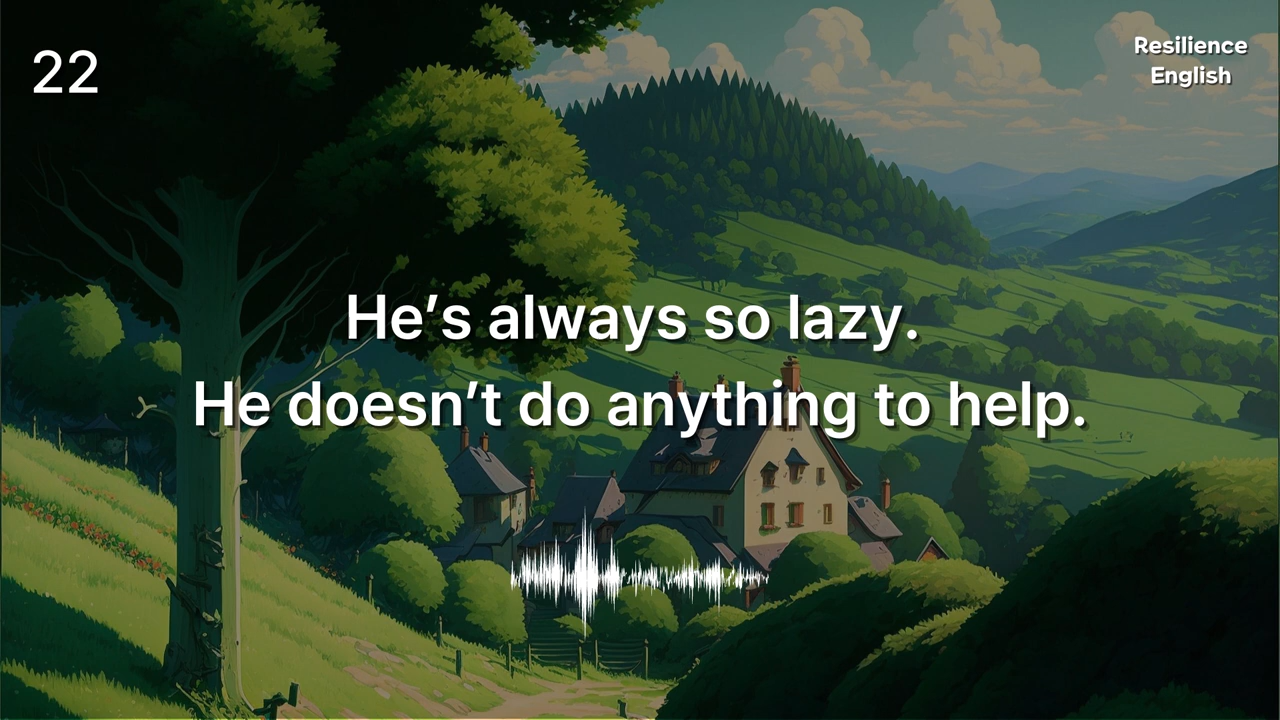 22
Resilience
English
He’s always so lazy.
He doesn’t do anything to help.